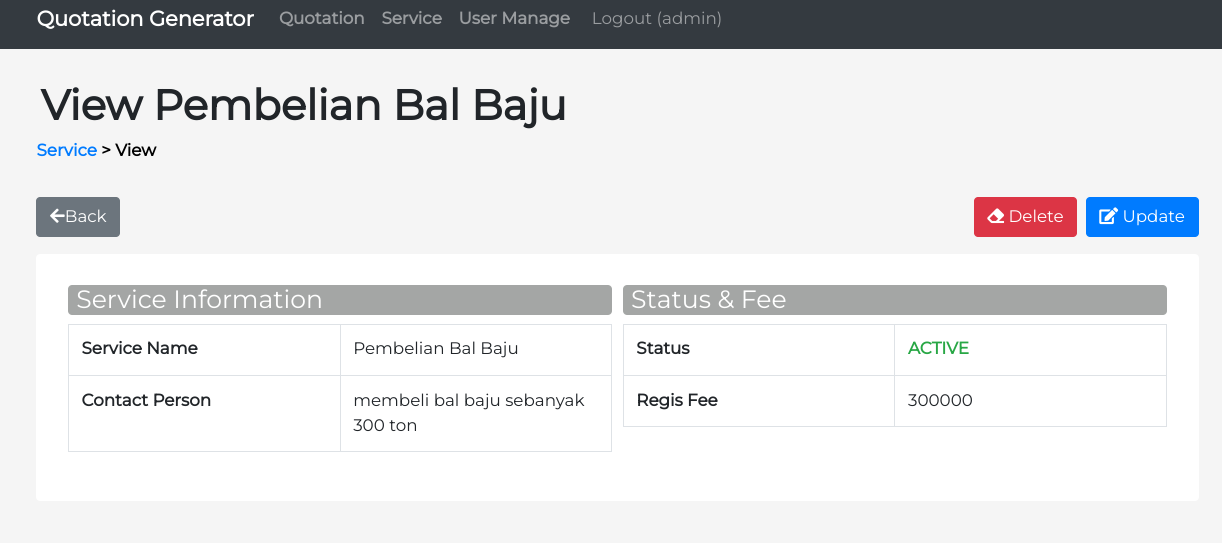 Quotation Generator Quotation Service User Manage Logout (admin)
View Pembelian Bal Baju
Service > View
Back
Delete
Update
Service Information
Service Name Pembelian Bal Baju
Contact Person membeli bal baju sebanyak
300 ton
Status & Fee
Status ACTIVE
Regis Fee 300000